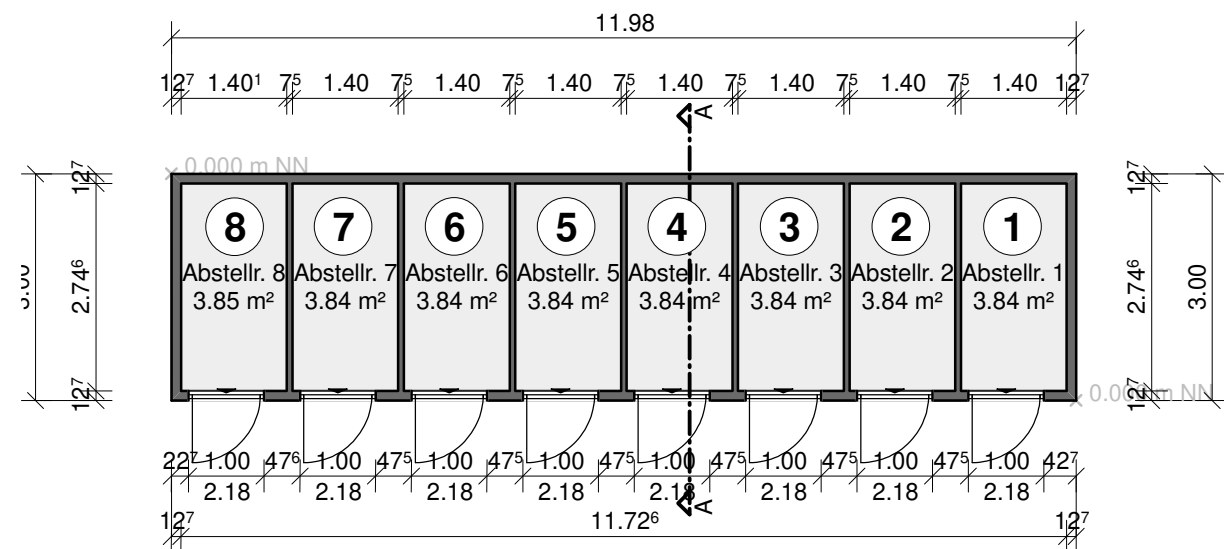 11.98
12⁷ 1.40¹ 7⁵ 1.40 7⁵ 1.40 7⁵ 1.40 7⁵ 1.40 7⁵ 1.40 7⁵ 1.40 7⁵ 1.40 12⁷
A
0.000 m NN
12⁷ 12⁷
8 7 6 5 4 3 2 1
Abstellr. 8 Abstellr. 7 Abstellr. 6 Abstellr. 5 Abstellr. 4 Abstellr. 3 Abstellr. 2 Abstellr. 1
3.85 m² 3.84 m² 3.84 m² 3.84 m² 3.84 m² 3.84 m² 3.84 m² 3.84 m²
2.74⁶ 2.74⁶ 3.00
12⁷ 12⁷
m NN
22⁷ 1.00 47⁶ 1.00 47⁵ 1.00 47⁵ 1.00 47⁵ 1.00 47⁵ 1.00 47⁵ 1.00 47⁵ 1.00 42⁷
2.18 2.18 2.18 2.18 2.18 2.18 2.18 2.18
A
12⁷ 11.72⁶ 12⁷